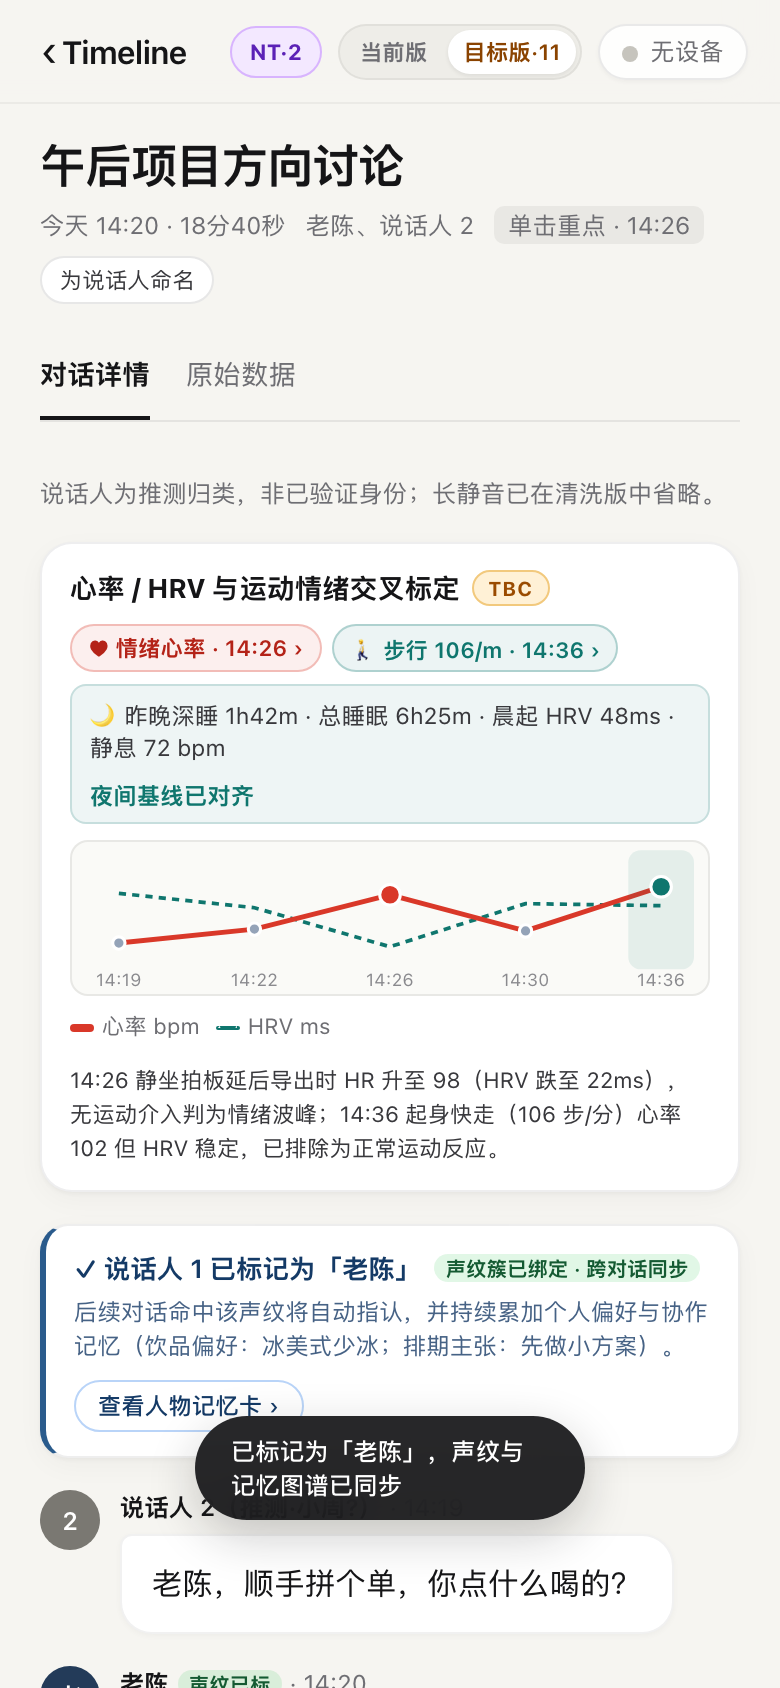 ‹ Timeline
NT·2
当前版
目标版·11
无设备
午后项目方向讨论
今天 14:20 · 18分40秒 老陈、说话人 2
单击重点 · 14:26
为说话人命名
对话详情
原始数据
说话人为推测归类，非已验证身份；长静音已在清洗版中省略。
心率 / HRV 与运动情绪交叉标定
TBC
情绪心率 · 14:26 ›
步行 106/m · 14:36 ›
昨晚深睡 1h42m · 总睡眠 6h25m · 晨起 HRV 48ms ·
静息 72 bpm
夜间基线已对齐
14:19
14:22
14:26
14:30
14:36
心率 bpm
HRV ms
14:26 静坐拍板延后导出时 HR 升至 98（HRV 跌至 22ms），
无运动介入判为情绪波峰；14:36 起身快走（106 步/分）心率
102 但 HRV 稳定，已排除为正常运动反应。
✓ 说话人 1 已标记为「老陈」
声纹簇已绑定 · 跨对话同步
后续对话命中该声纹将自动指认，并持续累加个人偏好与协作
记忆（饮品偏好：冰美式少冰；排期主张：先做小方案）。
查看人物记忆卡 ›
已标记为「老陈」，声纹与
记忆图谱已同步
2
说话人 2（推测·小周?） · 14:19
老陈，顺手拼个单，你点什么喝的?
老陈
声纹已标
· 14:20